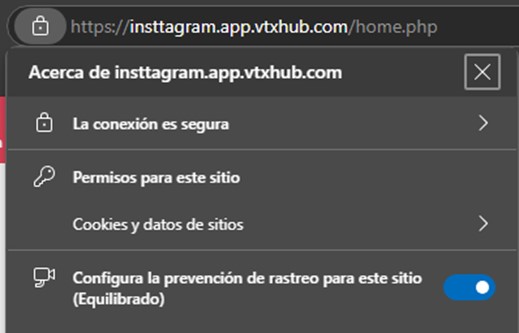 https://insttagram.app.vtxhub.com/home.php
Acerca de insttagram.app.vtxhub.com
La conexión es segura
Permisos para este sitio
Cookies y datos de sitios
Configura la prevención de rastreo para este sitio
(Equilibrado)